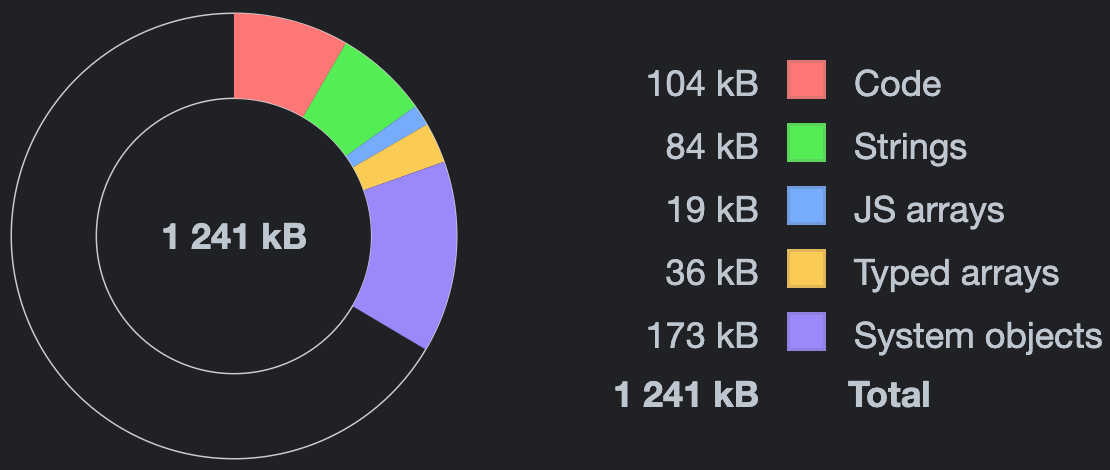 1 241 kB
104 kB Code
84 kB Strings
19 kB JS arrays
36 kB Typed arrays
173 kB System objects
1 241 kB Total